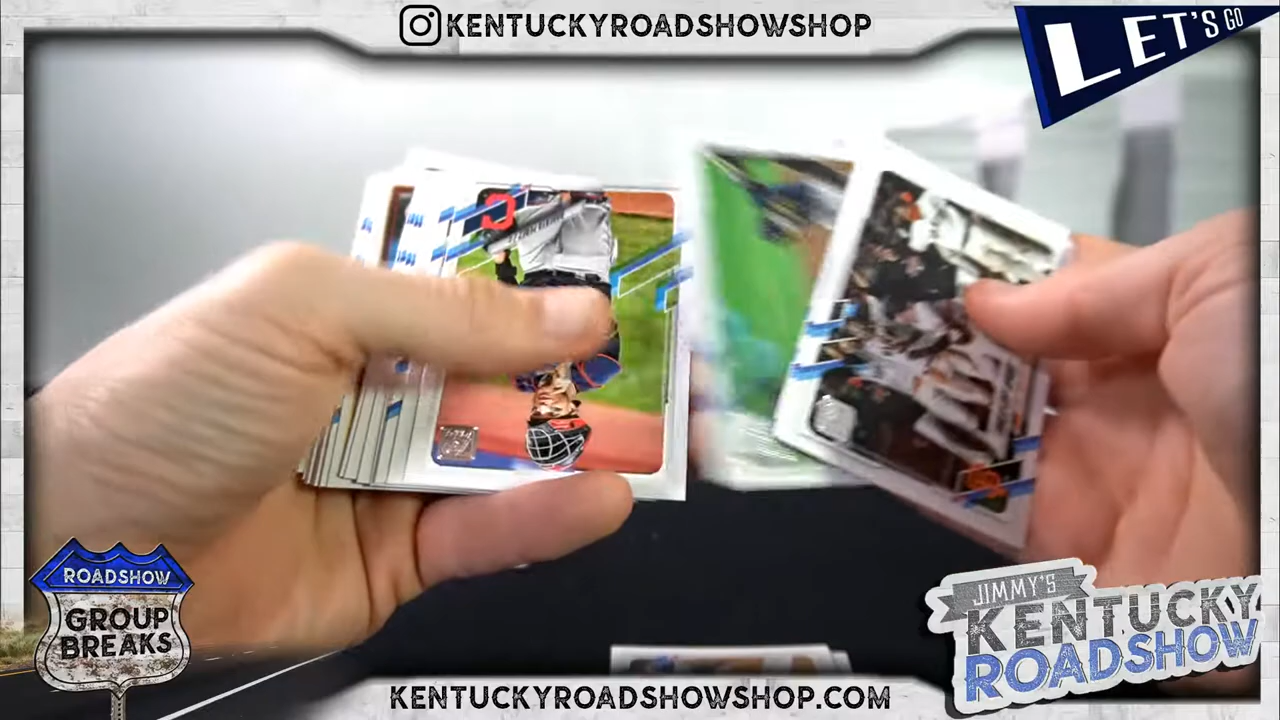 KENTUCKYROADSHOWSHOP
LET'S GO
ROADSHOW
GROUP
BREAKS
JIMMY'S
KENTUCKY
ROADSHOW
KENTUCKYROADSHOWSHOP.COM